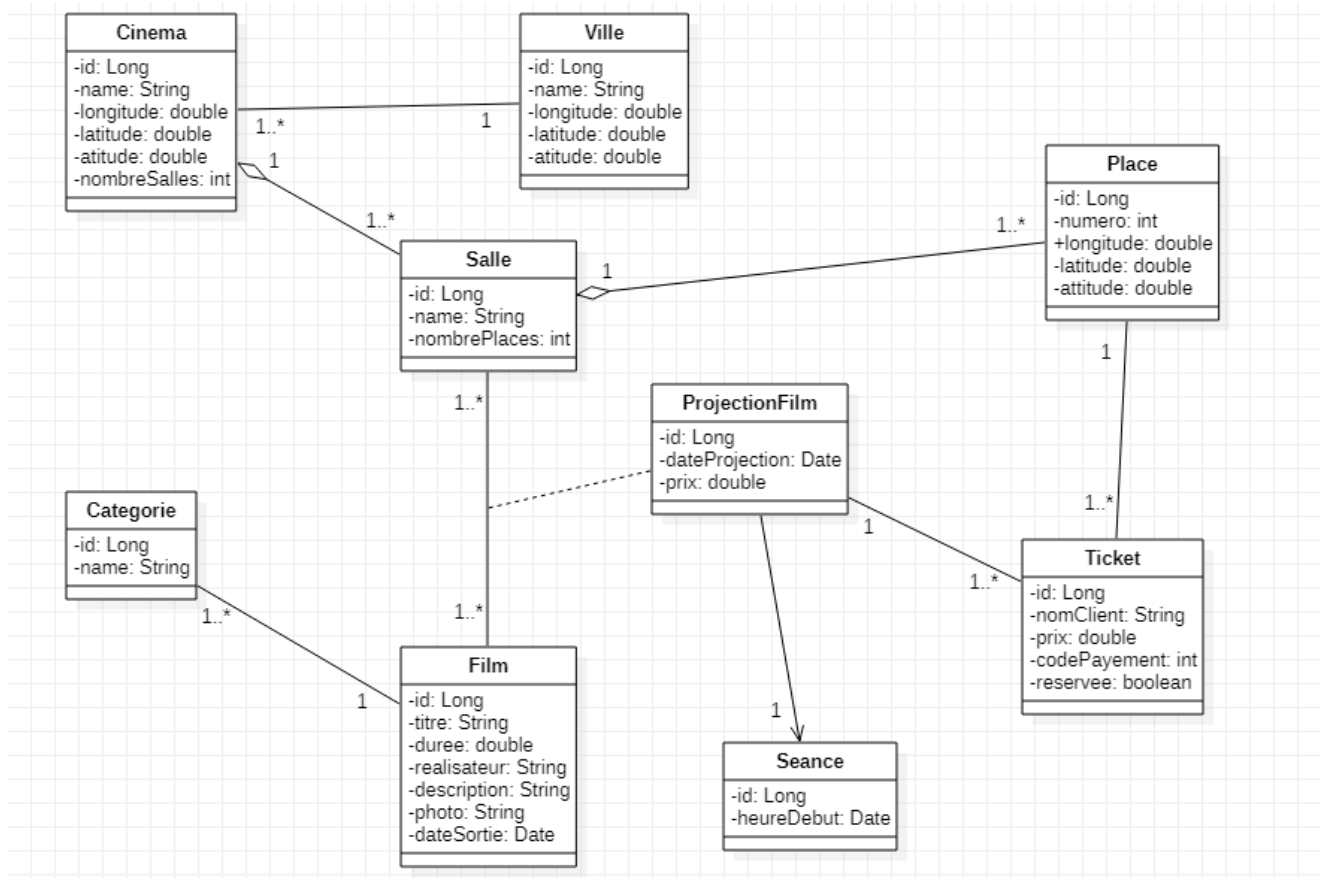 Cinema
-id: Long
-name: String
-longitude: double
-latitude: double
-atitude: double
-nombreSalles: int
Ville
-id: Long
-name: String
-longitude: double
-latitude: double
-atitude: double
1..*
1
1
1..*
Salle
-id: Long
-name: String
-nombrePlaces: int
1
1..*
Place
-id: Long
-numero: int
+longitude: double
-latitude: double
-attitude: double
1..*
1..*
ProjectionFilm
-id: Long
-dateProjection: Date
-prix: double
1
1..*
1
1..*
Categorie
-id: Long
-name: String
1..*
1
Film
-id: Long
-titre: String
-duree: double
-realisateur: String
-description: String
-photo: String
-dateSortie: Date
1
Seance
-id: Long
-heureDebut: Date
Ticket
-id: Long
-nomClient: String
-prix: double
-codePayement: int
-reservee: boolean